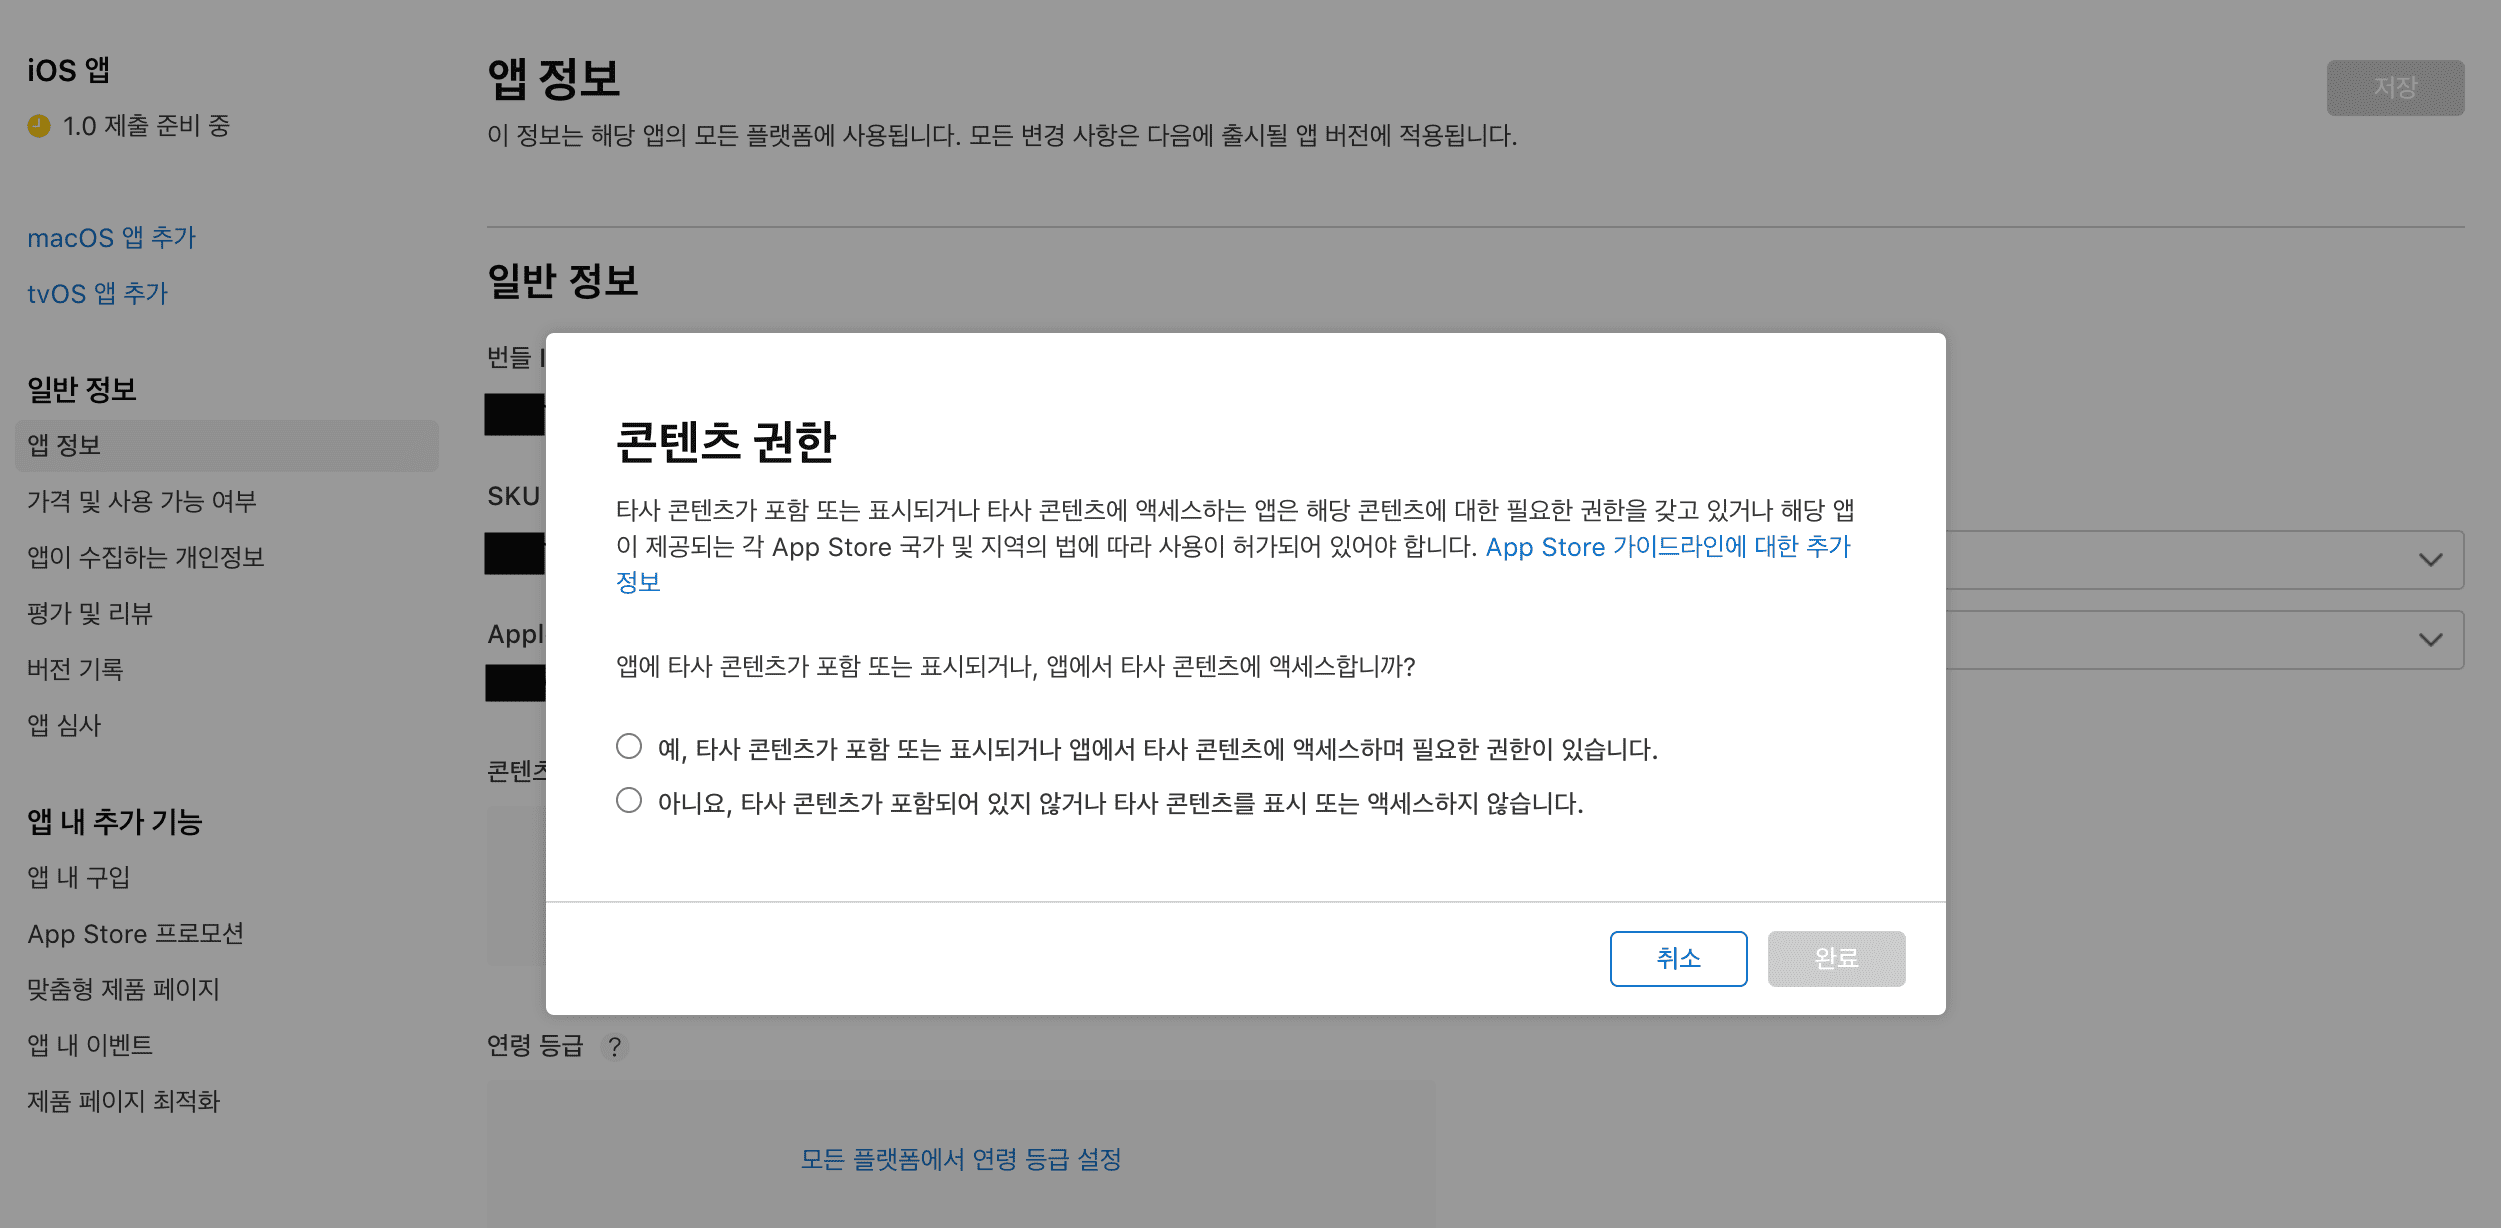 iOS 앱
1.0 제출 준비 중
macOS 앱 추가
tvOS 앱 추가
일반 정보
앱 정보
가격 및 사용 가능 여부
앱이 수집하는 개인정보
평가 및 리뷰
버전 기록
앱 심사
앱 내 추가 기능
앱 내 구입
App Store 프로모션
맞춤형 제품 페이지
앱 내 이벤트
제품 페이지 최적화
앱 정보
저장
이 정보는 해당 앱의 모든 플랫폼에 사용됩니다. 모든 변경 사항은 다음에 출시될 앱 버전에 적용됩니다.
일반 정보
번들 I
SKU
Appl
콘텐츠
콘텐츠 권한
타사 콘텐츠가 포함 또는 표시되거나 타사 콘텐츠에 액세스하는 앱은 해당 콘텐츠에 대한 필요한 권한을 갖고 있거나 해당 앱
이 제공되는 각 App Store 국가 및 지역의 법에 따라 사용이 허가되어 있어야 합니다. App Store 가이드라인에 대한 추가
정보
앱에 타사 콘텐츠가 포함 또는 표시되거나, 앱에서 타사 콘텐츠에 액세스합니까?
예, 타사 콘텐츠가 포함 또는 표시되거나 앱에서 타사 콘텐츠에 액세스하며 필요한 권한이 있습니다.
아니요, 타사 콘텐츠가 포함되어 있지 않거나 타사 콘텐츠를 표시 또는 액세스하지 않습니다.
취소
완료
연령 등급 ?
모든 플랫폼에서 연령 등급 설정